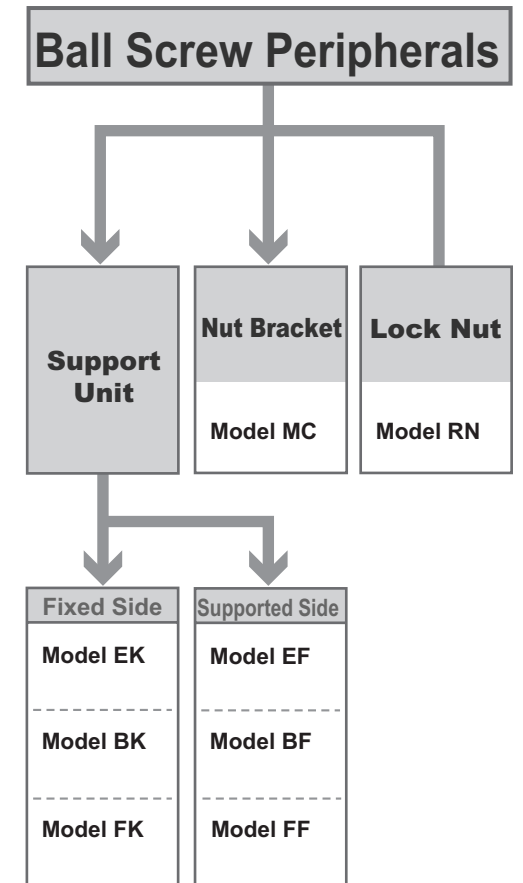 Ball Screw Peripherals
Support
Unit
Nut Bracket
Model MC
Lock Nut
Model RN
Fixed Side
Model EK
Model BK
Model FK
Supported Side
Model EF
Model BF
Model FF